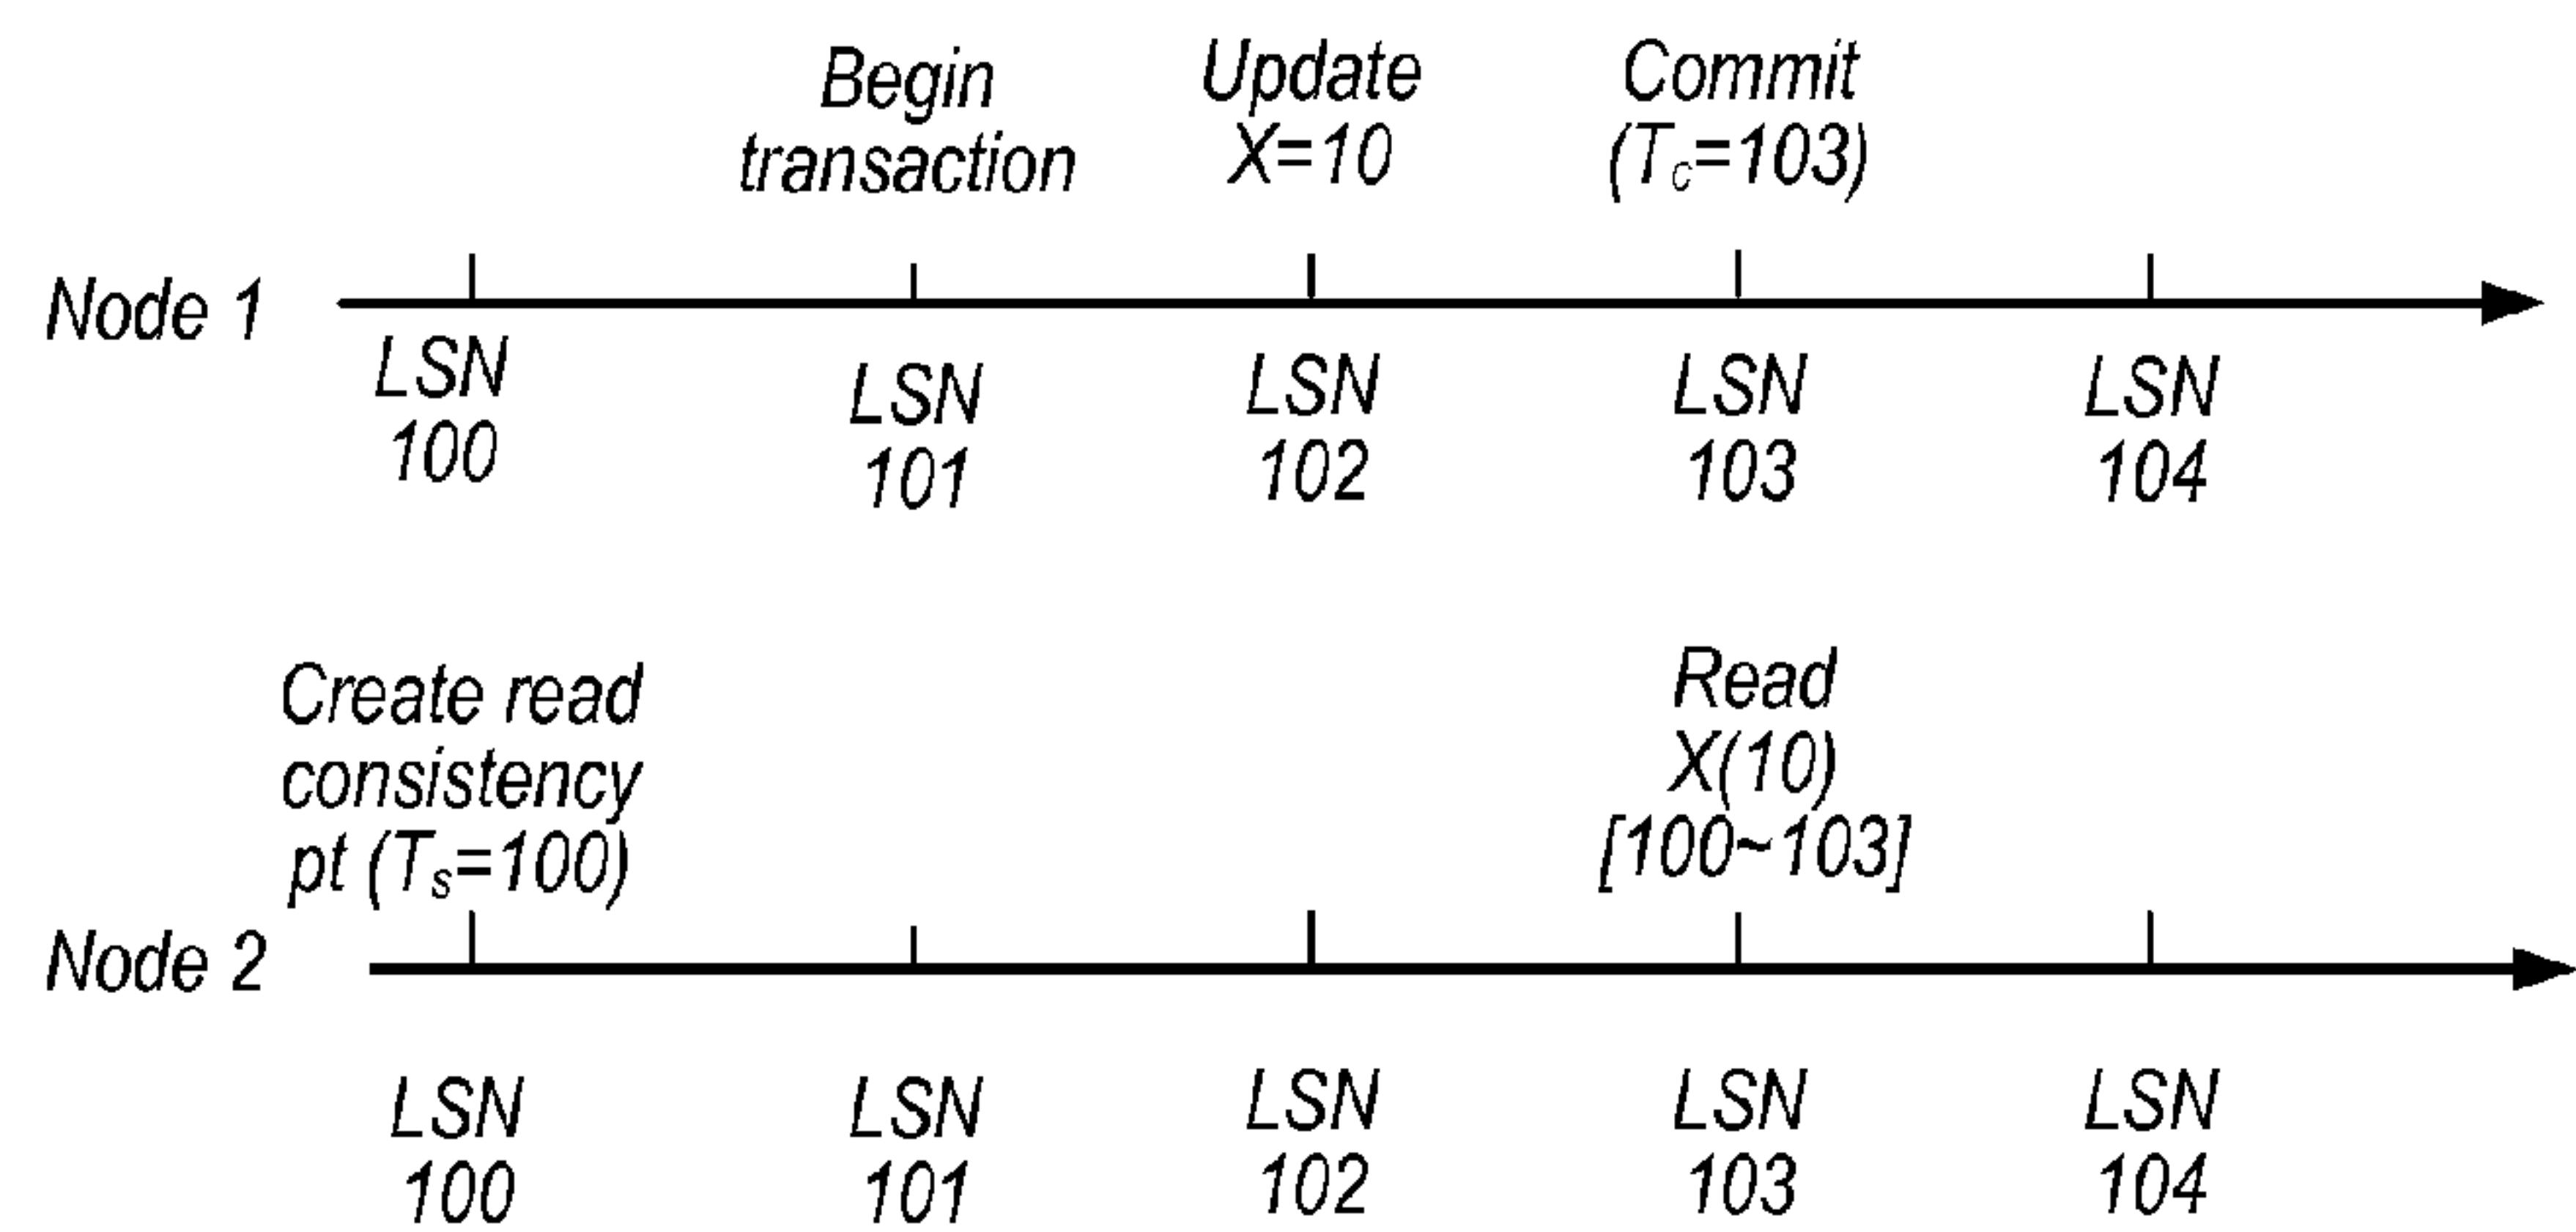 Begin
transaction
Update
X=10
Commit
(Tc=103)
Node 1
LSN
100
LSN
101
LSN
102
LSN
103
LSN
104
Create read
consistency
pt (Ts=100)
Read
X(10)
[100~103]
Node 2
LSN
100
LSN
101
LSN
102
LSN
103
LSN
104